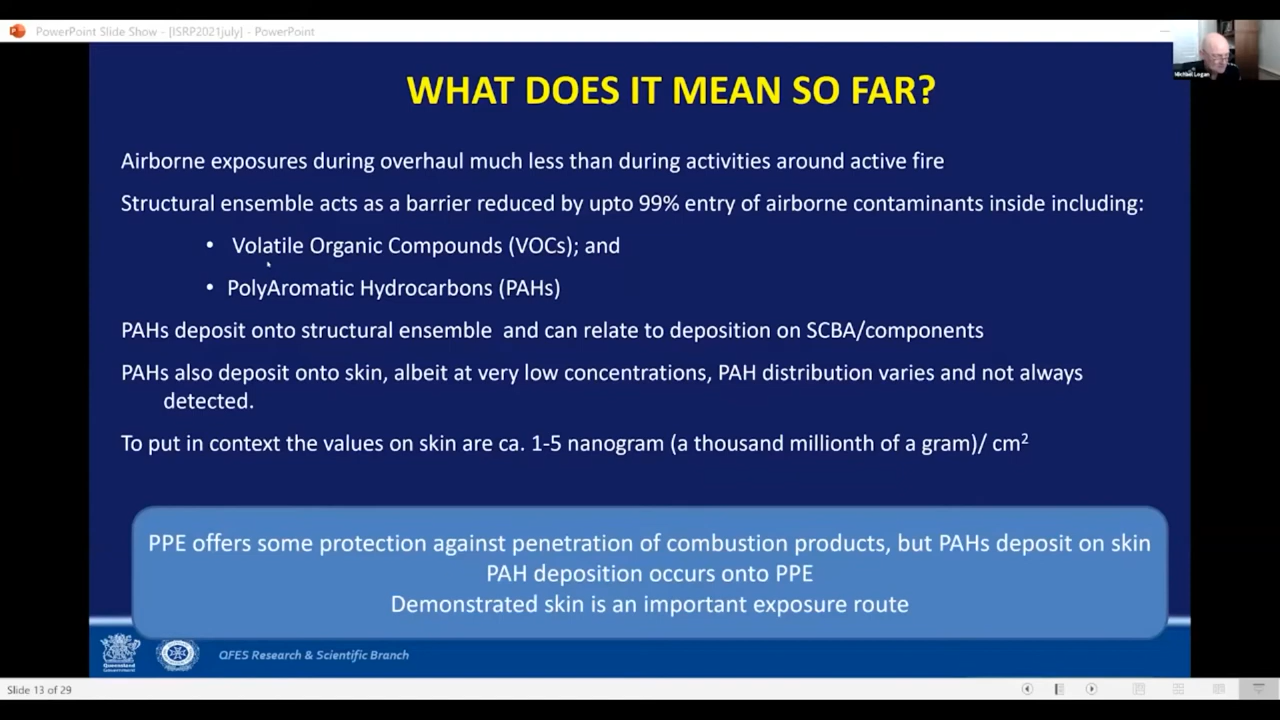 PowerPoint Slide Show - [ISRP2021july] - PowerPoint
Michael Logan
WHAT DOES IT MEAN SO FAR?
Airborne exposures during overhaul much less than during activities around active fire
Structural ensemble acts as a barrier reduced by upto 99% entry of airborne contaminants inside including:
• Volatile Organic Compounds (VOCs); and
• PolyAromatic Hydrocarbons (PAHs)
PAHs deposit onto structural ensemble and can relate to deposition on SCBA/components
PAHs also deposit onto skin, albeit at very low concentrations, PAH distribution varies and not always
detected.
To put in context the values on skin are ca. 1-5 nanogram (a thousand millionth of a gram)/ cm²
PPE offers some protection against penetration of combustion products, but PAHs deposit on skin
PAH deposition occurs onto PPE
Demonstrated skin is an important exposure route
Queensland
Government
QFES Research & Scientific Branch
Slide 13 of 29